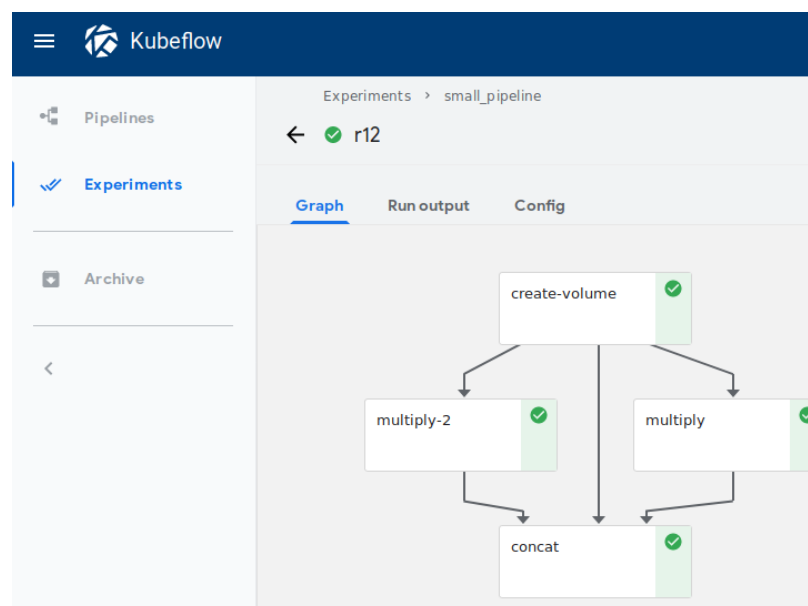 Kubeflow
Pipelines
Experiments
Archive
Experiments > small_pipeline
r12
Graph Run output Config
create-volume
multiply-2 multiply
concat